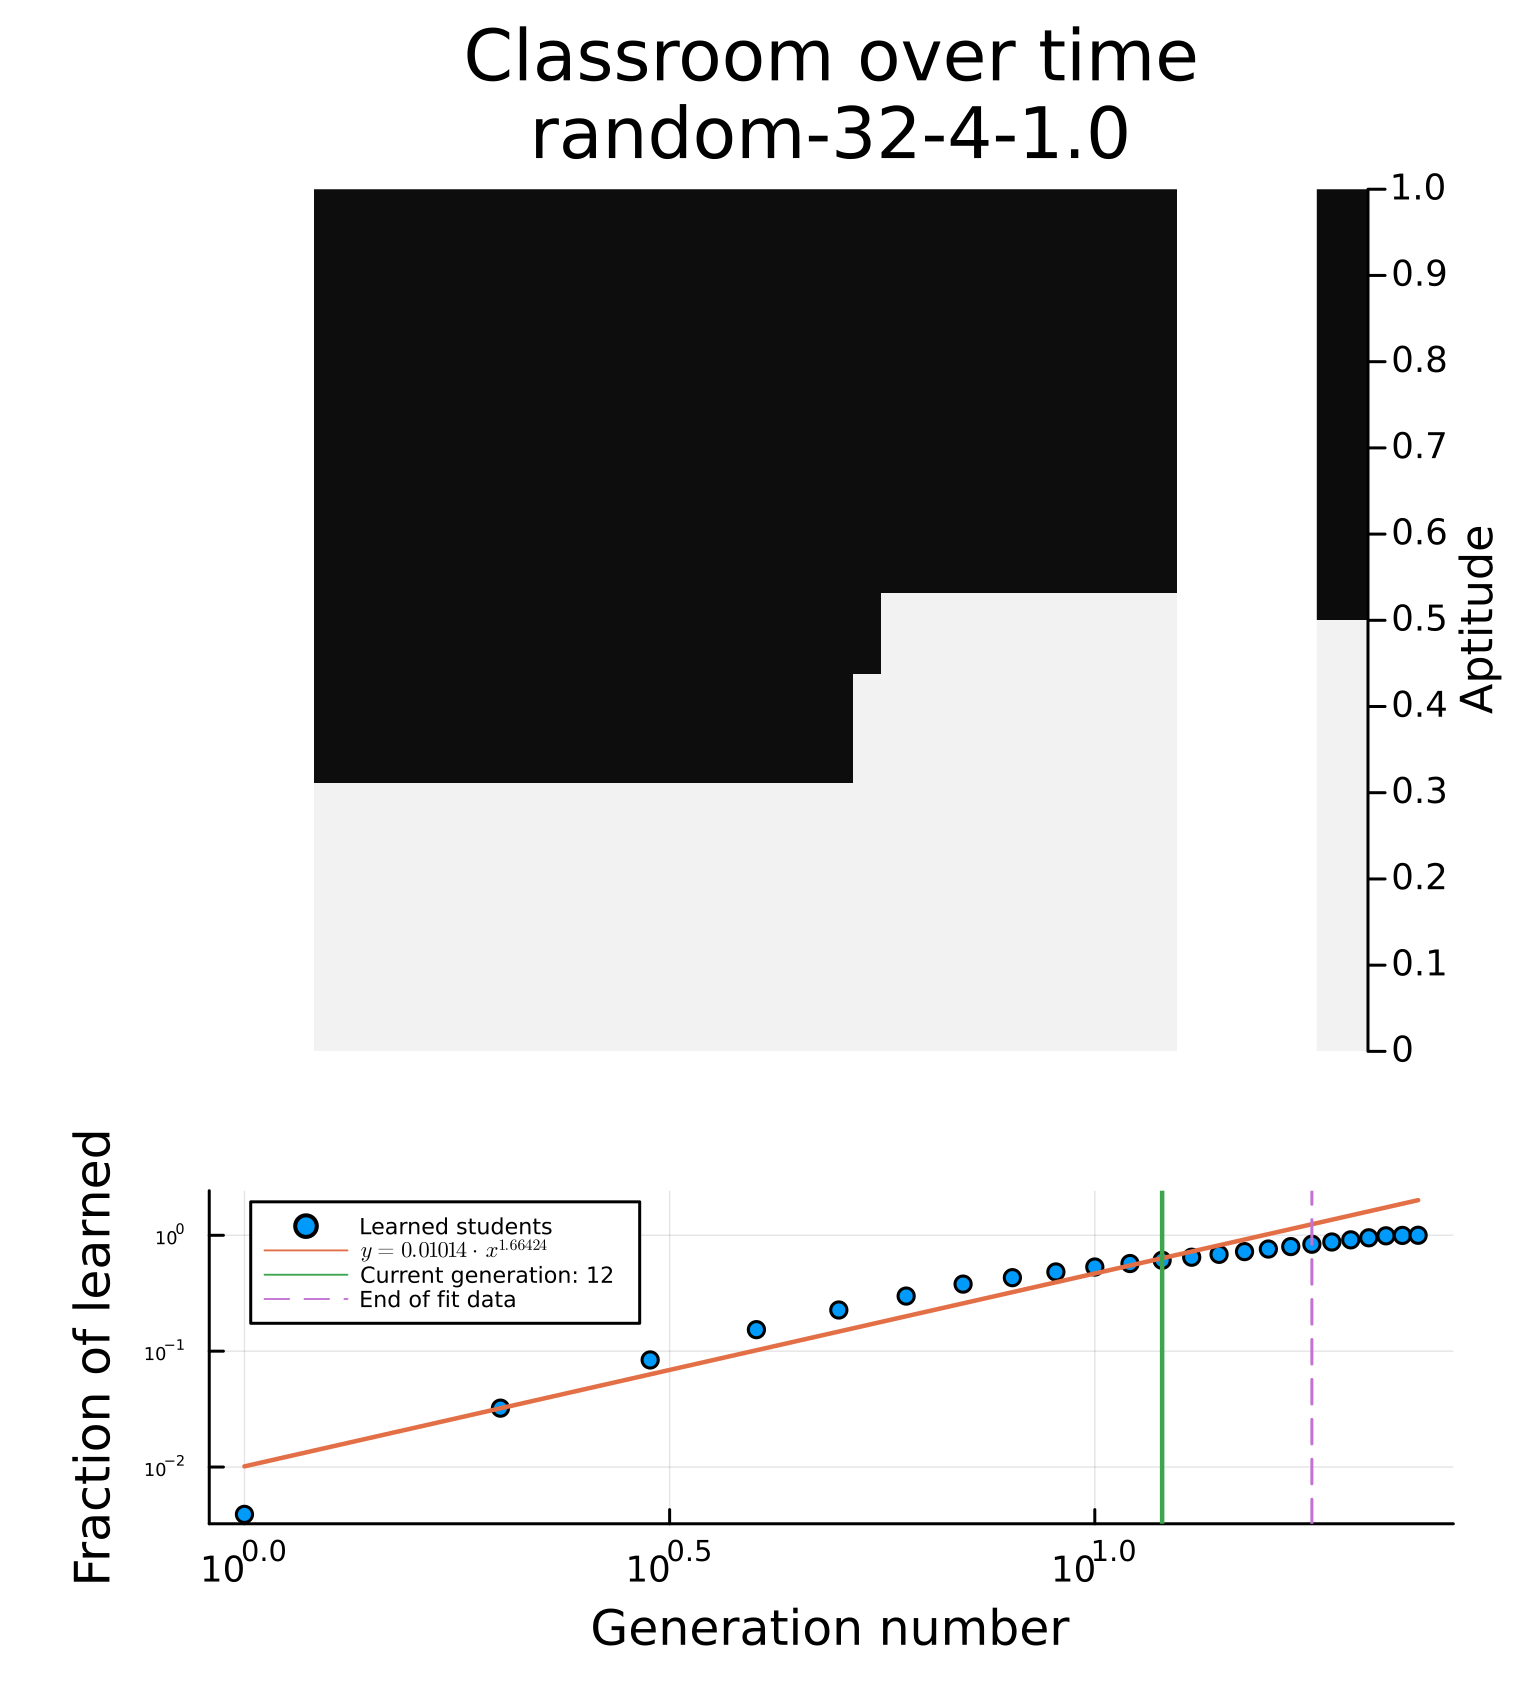 Classroom over time
random-32-4-1.0
1.0
0.9
0.8
0.7
0.6
0.5
0.4
0.3
0.2
0.1
0
Aptitude
Fraction of learned
10⁰
10⁻¹
10⁻²
Learned students
y = 0.01014 · x^1.66424
Current generation: 12
End of fit data
10^0.0
10^0.5
10^1.0
Generation number